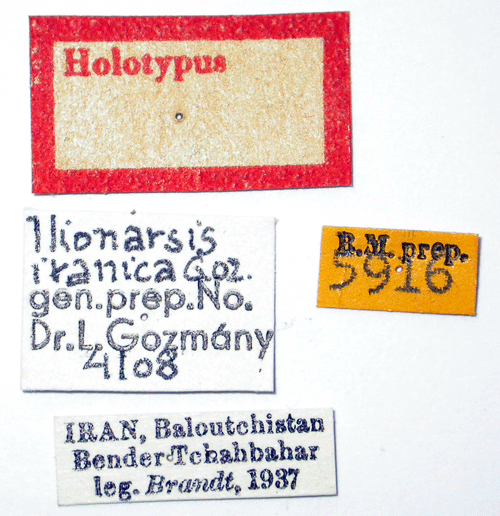 Holotypus
Ilionarsis
iranica Goz.
gen.prep.No.
Dr.L.Gozmány
4108
R.M. prep.
5916
IRAN, Baloutchistan
Bender Tchahbahar
leg. Brandt, 1937